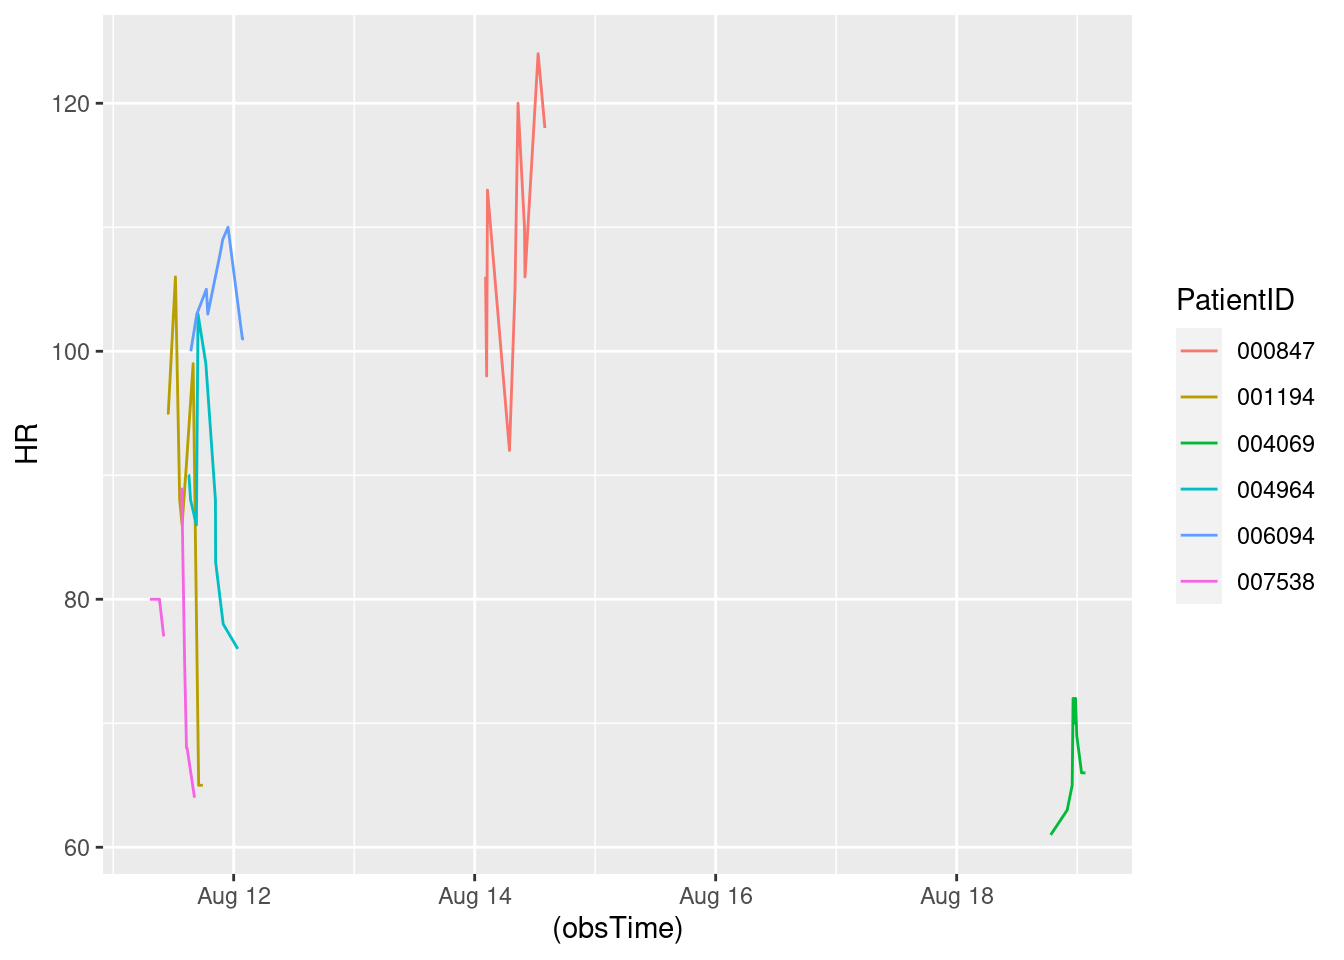 120
100
80
60
HR
Aug 12
Aug 14
Aug 16
Aug 18
(obsTime)
PatientID
000847
001194
004069
004964
006094
007538